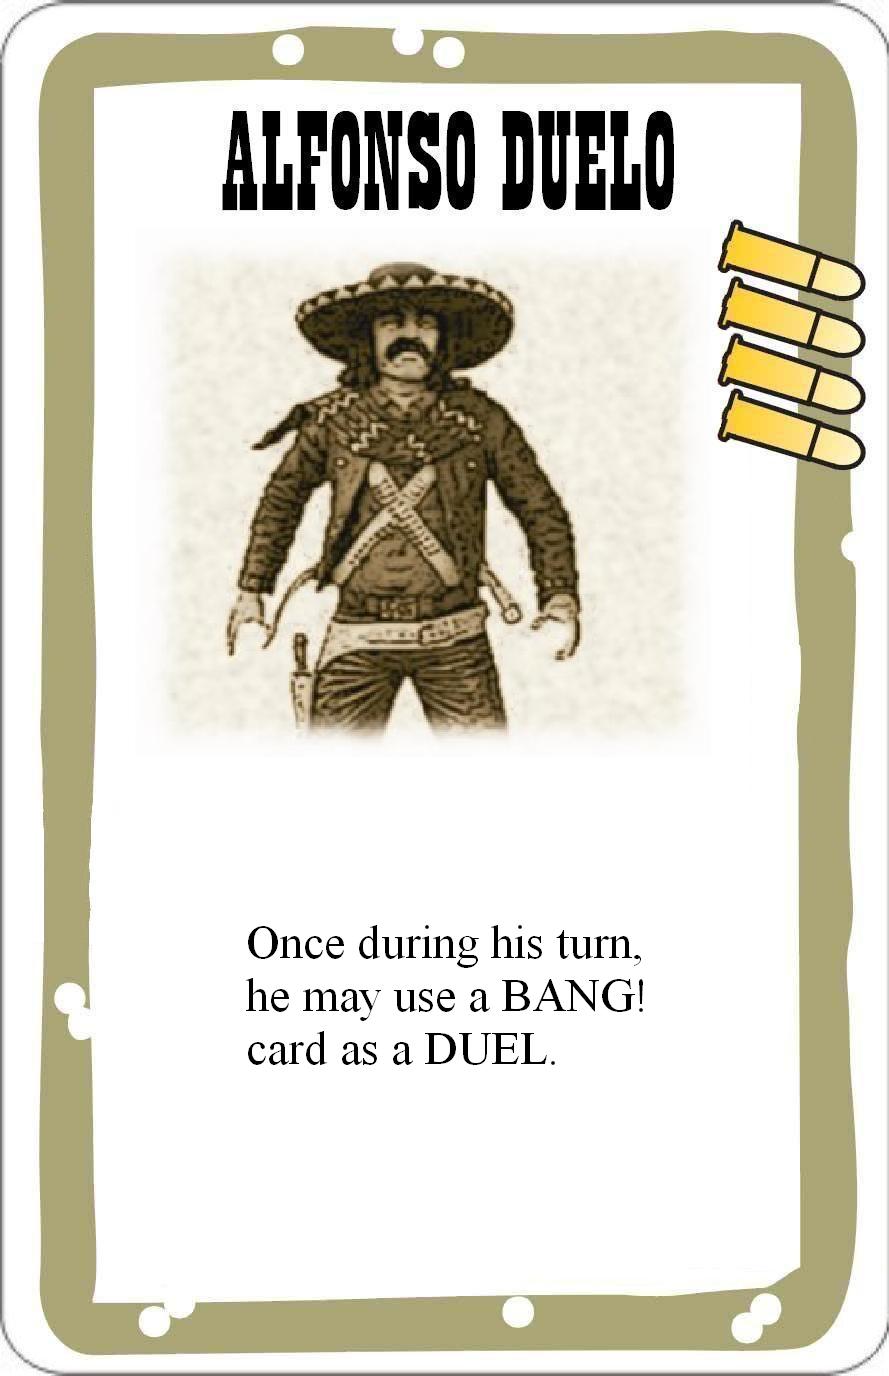 ALFONSO DUELO
Once during his turn,
he may use a BANG!
card as a DUEL.